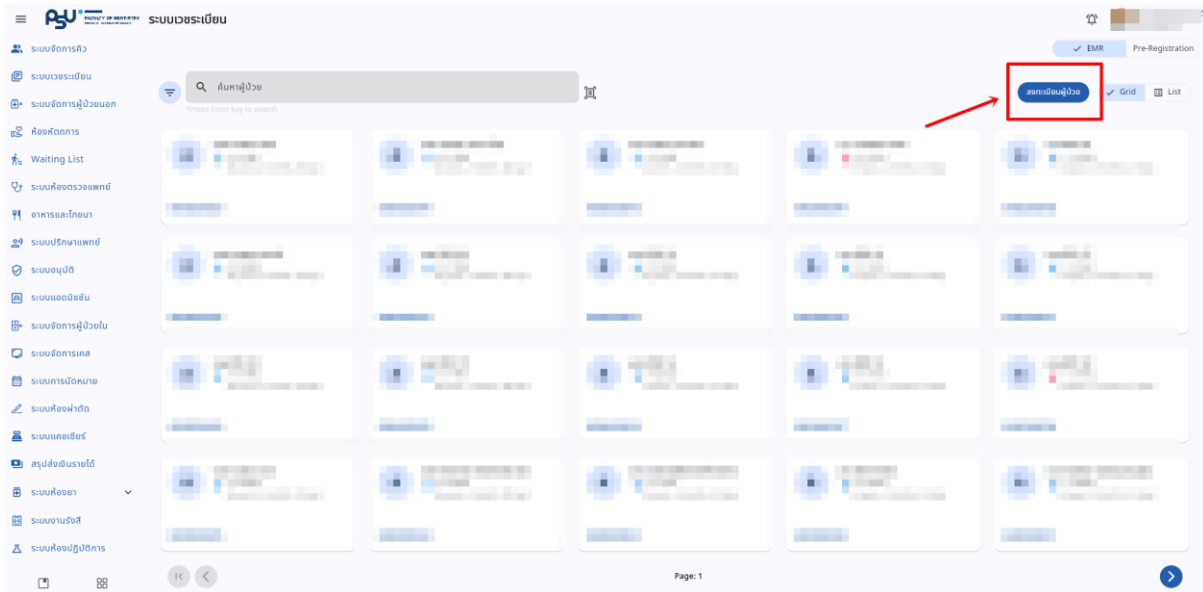 PSU FACULTY OF DENTISTRY ระบบเวชระเบียน
EMR Pre-Registration
ระบบจัดการคิว
ระบบเวชระเบียน
ระบบจัดการผู้ป่วยนอก
ห้องหัตถการ
Waiting List
ระบบห้องตรวจแพทย์
อาหารและโภชนา
ระบบปรึกษาแพทย์
ระบบอนุมัติ
ระบบแอดมิชชัน
ระบบจัดการผู้ป่วยใน
ระบบจัดการเคส
ระบบการนัดหมาย
ระบบห้องผ่าตัด
ระบบแคชเชียร์
สรุปส่งเงินรายได้
ระบบห้องยา
ระบบงานรังสี
ระบบห้องปฏิบัติการ
ค้นหาผู้ป่วย
*Press Enter key to search
ลงทะเบียนผู้ป่วย Grid List
Page: 1